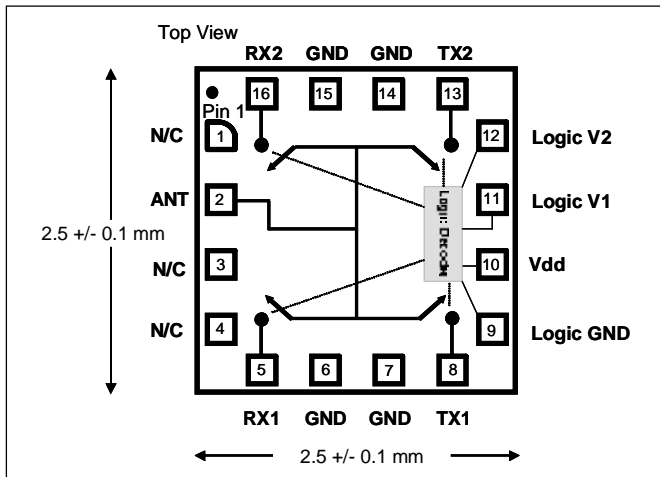 Top View
RX2 GND GND TX2
16 15 14 13
Pin 1
N/C 1 12 Logic V2
ANT 2 11 Logic V1
2.5 +/- 0.1 mm
N/C 3 10 Vdd
N/C 4 9 Logic GND
Logic Decoder
5 6 7 8
RX1 GND GND TX1
2.5 +/- 0.1 mm